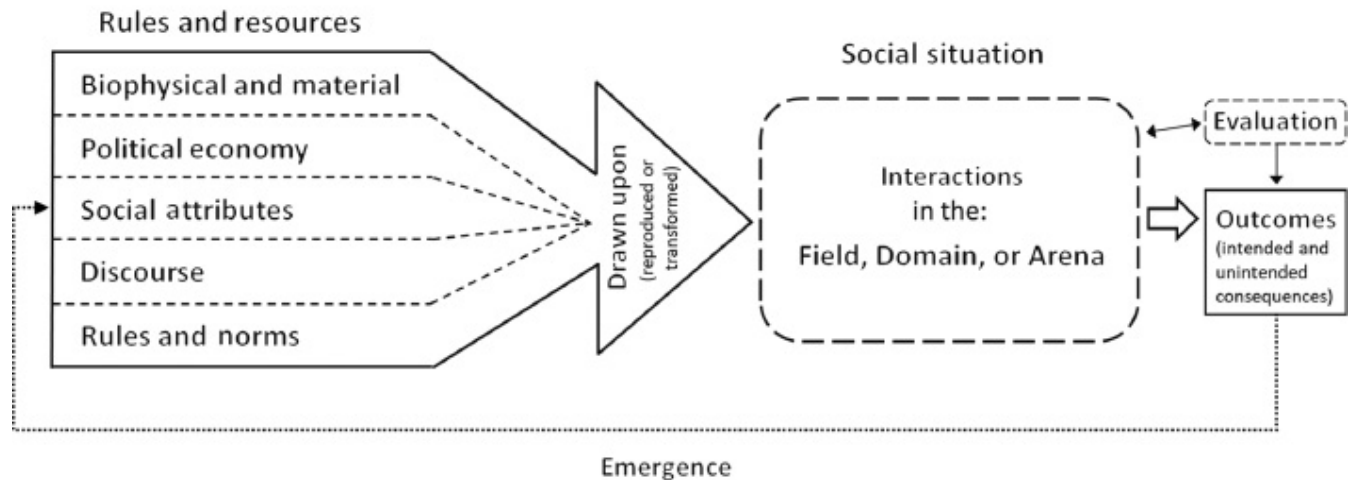 Rules and resources
Biophysical and material
Political economy
Social attributes
Discourse
Rules and norms
Drawn upon
(reproduced or
transformed)
Social situation
Interactions
in the:
Field, Domain, or Arena
Evaluation
Outcomes
(intended and
unintended
consequences)
Emergence